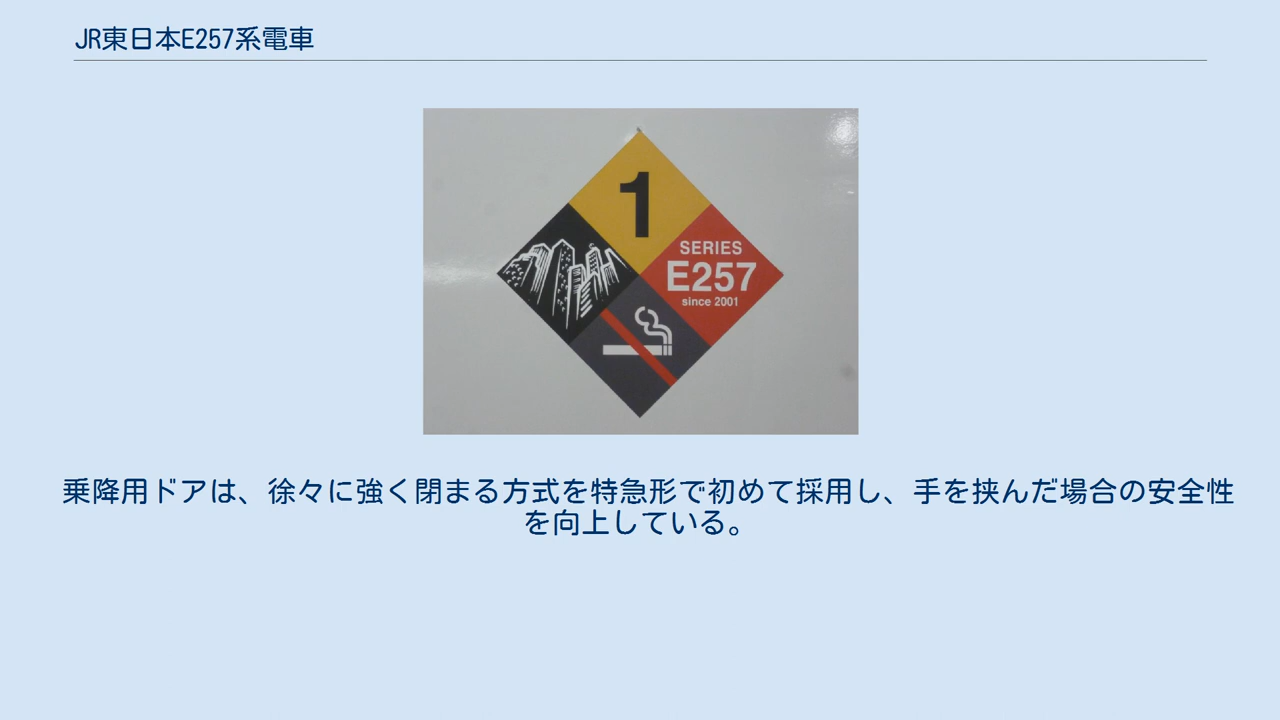 JR東日本E257系電車
1
SERIES
E257
since 2001
乗降用ドアは、徐々に強く閉まる方式を特急形で初めて採用し、手を挟んだ場合の安全性
を向上している。